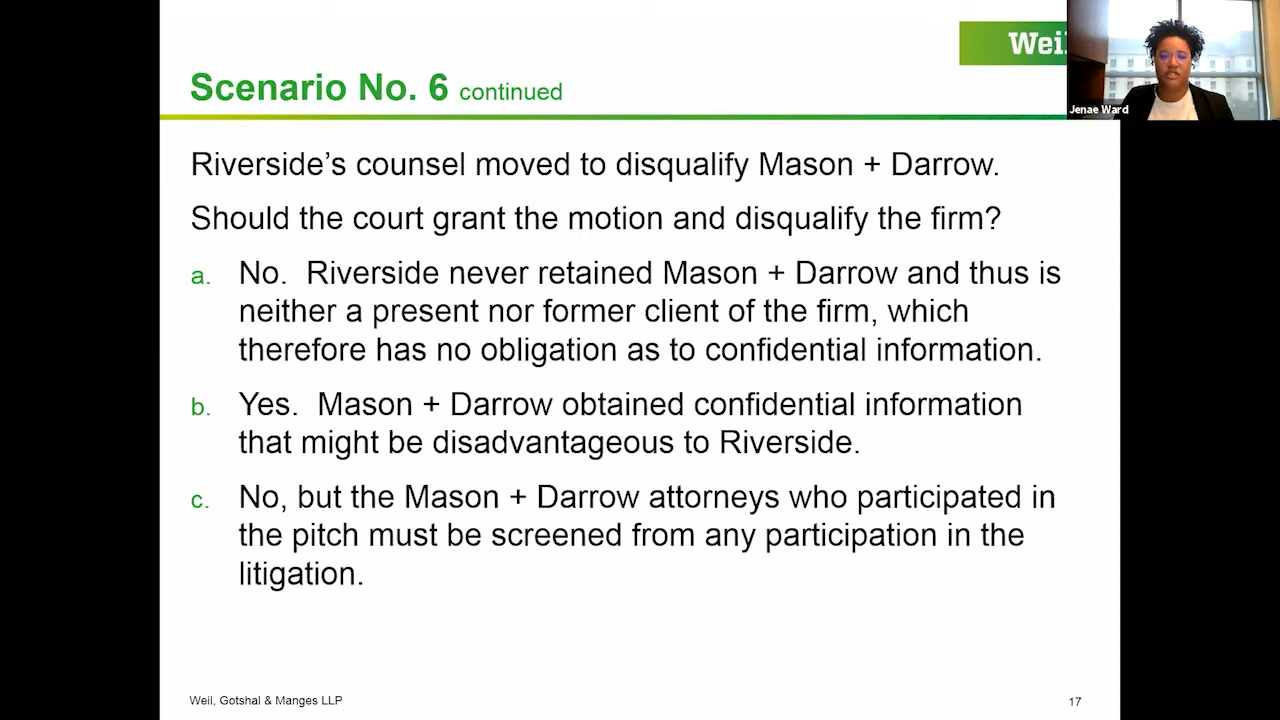 Weil
Jenae Ward
Scenario No. 6 continued
Riverside’s counsel moved to disqualify Mason + Darrow.
Should the court grant the motion and disqualify the firm?
a. No. Riverside never retained Mason + Darrow and thus is
neither a present nor former client of the firm, which
therefore has no obligation as to confidential information.
b. Yes. Mason + Darrow obtained confidential information
that might be disadvantageous to Riverside.
c. No, but the Mason + Darrow attorneys who participated in
the pitch must be screened from any participation in the
litigation.
Weil, Gotshal & Manges LLP
17